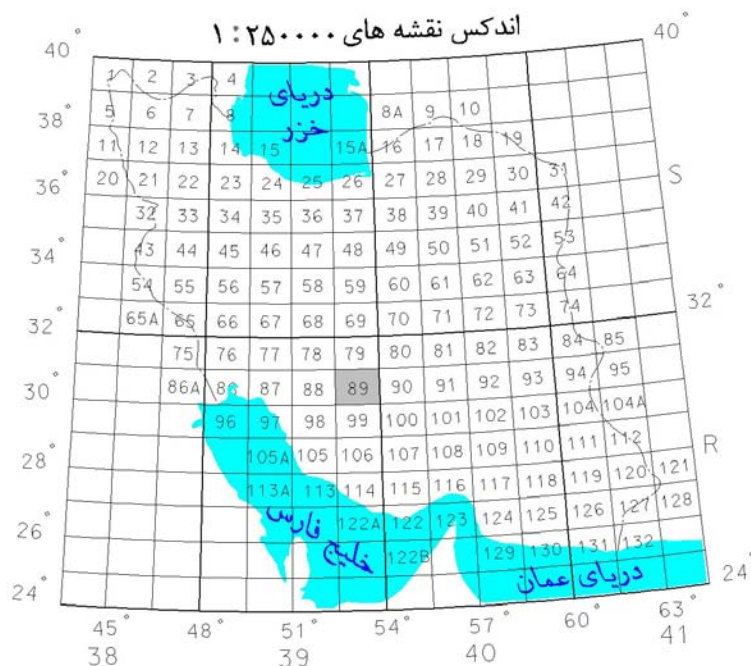 اندکس نقشه های ۱:۲۵۰۰۰۰
40° 40°
1 2 3 4
دریای
خزر
38° 5 6 7 8 8A 9 10 38°
11 12 13 14 15 15A 16 17 18 19
36° 20 21 22 23 24 25 26 27 28 29 30 31 S
32 33 34 35 36 37 38 39 40 41 42
34° 43 44 45 46 47 48 49 50 51 52 53
54 55 56 57 58 59 60 61 62 63 64
32° 65A 65 66 67 68 69 70 71 72 73 74 32°
75 76 77 78 79 80 81 82 83 84 85
30° 86A 86 87 88 89 90 91 92 93 94 95
96 97 98 99 100 101 102 103 104 104A
28° 105A 105 106 107 108 109 110 111 112 R
113A 113 114 115 116 117 118 119 120 121
26° 122A 122 123 124 125 126 127 128
خلیج فارس
122B 129 130 131 132
دریای عمان
24° 24°
45° 48° 51° 54° 57° 60° 63°
38 39 40 41